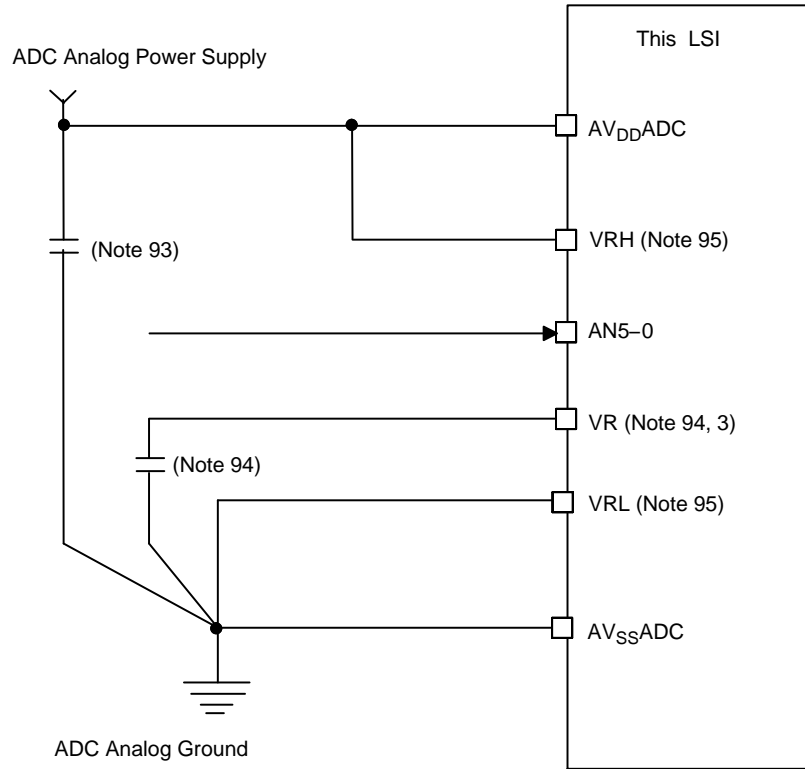 This LSI
ADC Analog Power Supply
AVDDADC
VRH (Note 95)
(Note 93)
AN5–0
VR (Note 94, 3)
(Note 94)
VRL (Note 95)
AVSSADC
ADC Analog Ground